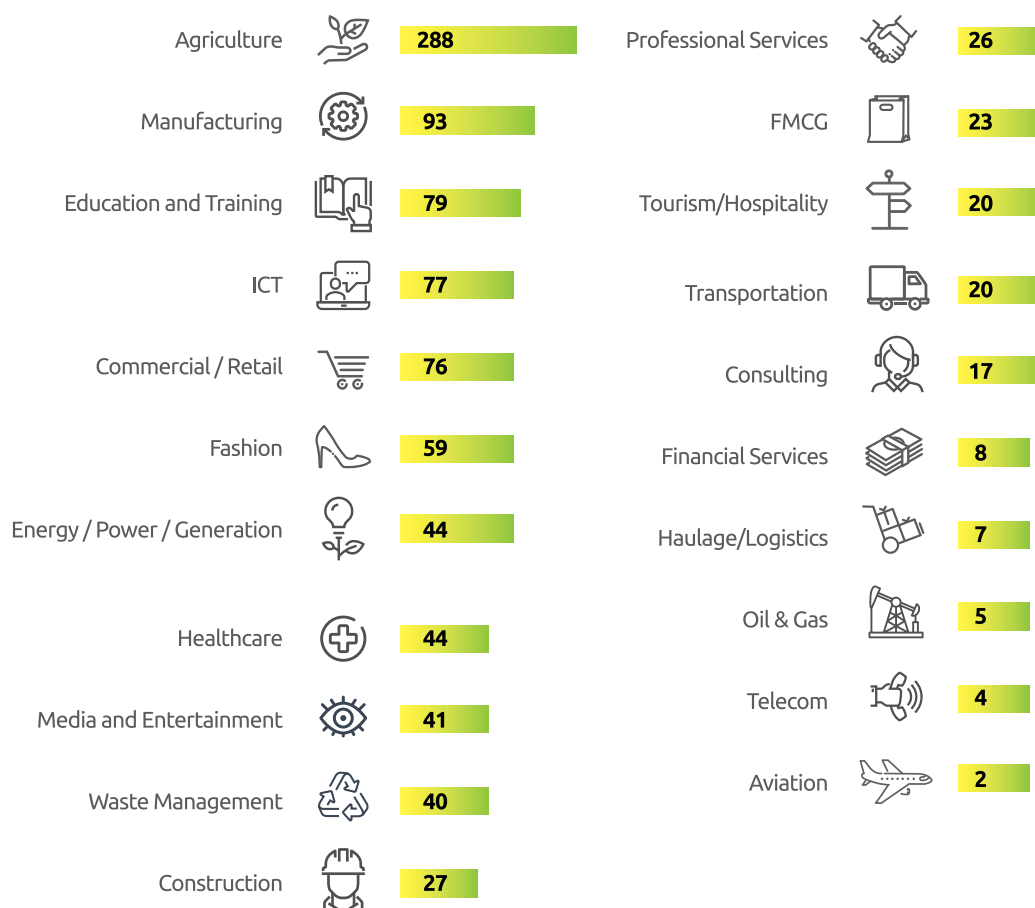 Agriculture 288
Manufacturing 93
Education and Training 79
ICT 77
Commercial / Retail 76
Fashion 59
Energy / Power / Generation 44
Healthcare 44
Media and Entertainment 41
Waste Management 40
Construction 27
Professional Services 26
FMCG 23
Tourism/Hospitality 20
Transportation 20
Consulting 17
Financial Services 8
Haulage/Logistics 7
Oil & Gas 5
Telecom 4
Aviation 2